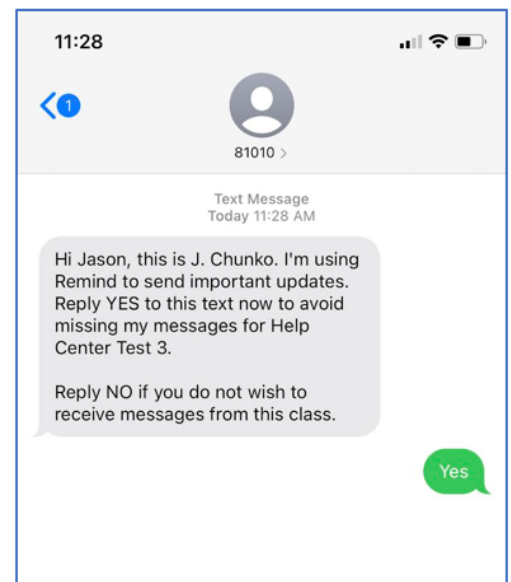 11:28
1
81010 >
Text Message
Today 11:28 AM
Hi Jason, this is J. Chunko. I'm using
Remind to send important updates.
Reply YES to this text now to avoid
missing my messages for Help
Center Test 3.
Reply NO if you do not wish to
receive messages from this class.
Yes